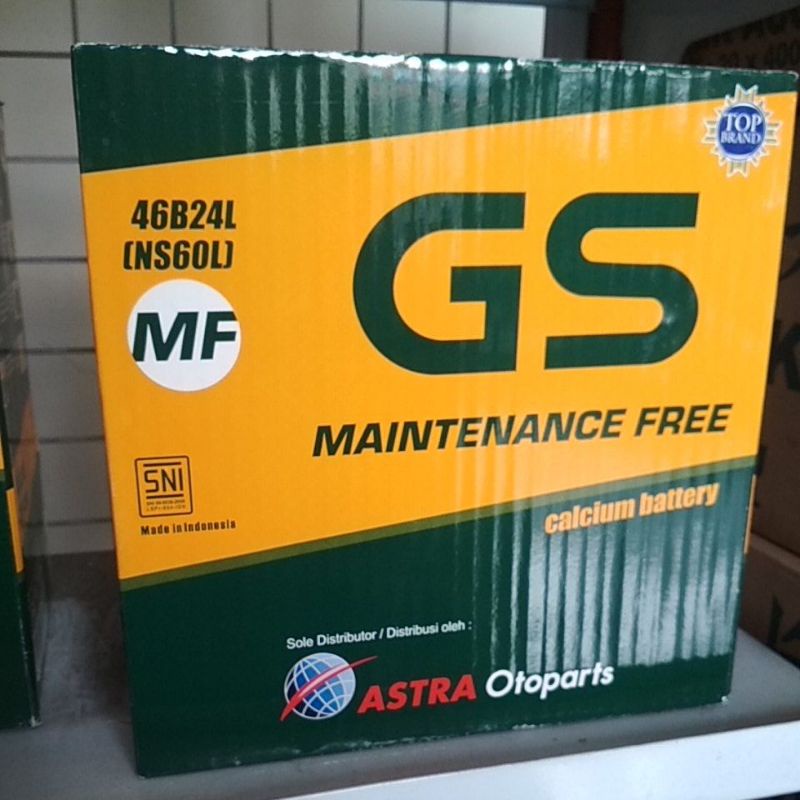 TOP
BRAND
46B24L
(NS60L)
GS
MF
MAINTENANCE FREE
SNI
Made in Indonesia
calcium battery
Sole Distributor / Distribusi oleh :
ASTRA Otoparts